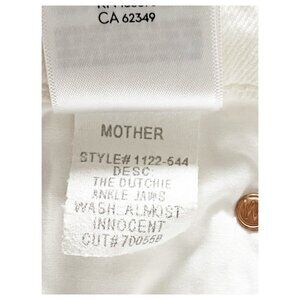 CA 62349
MOTHER
STYLE# 1122-544
DESC:
THE DUTCHIE
ANKLE JAWS
WASH: ALMOST
INNOCENT
CUT# 70055B